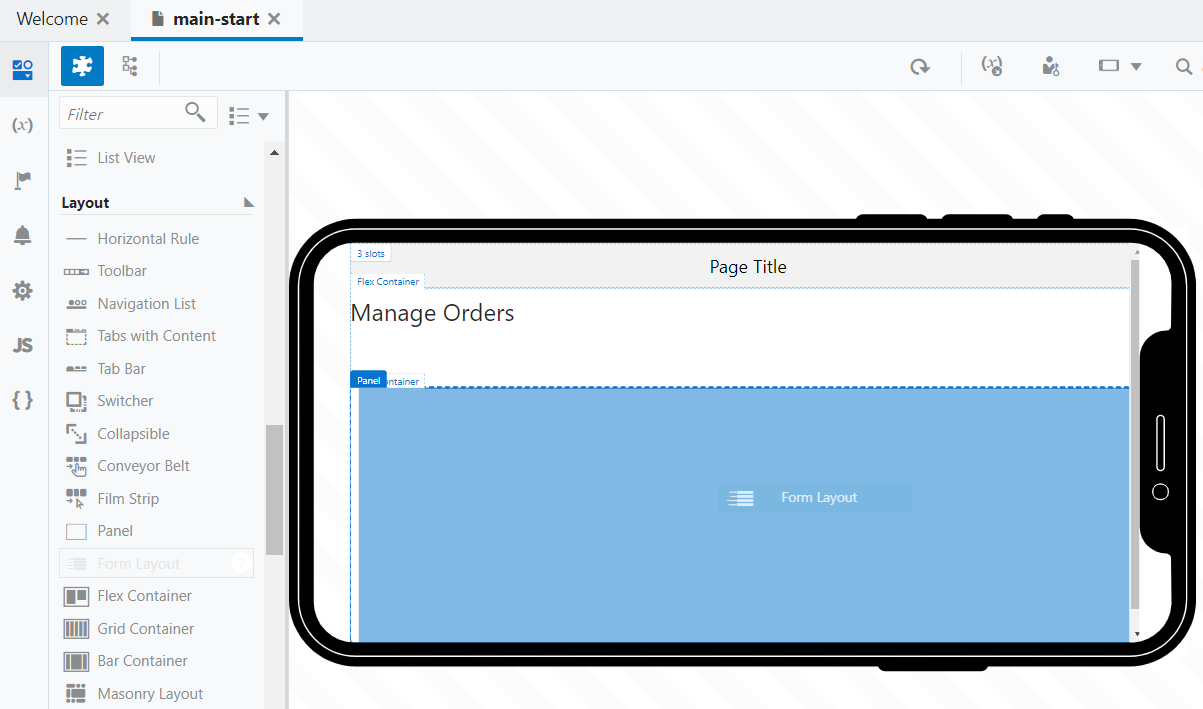 Welcome
main-start
Filter
(x)
List View
Layout
Horizontal Rule
Toolbar
Navigation List
Tabs with Content
JS
Tab Bar
{ }
Switcher
Collapsible
Conveyor Belt
Film Strip
Panel
Form Layout
Flex Container
Grid Container
Bar Container
Masonry Layout
3 slots
Page Title
Flex Container
Manage Orders
Panel
ntainer
Form Layout